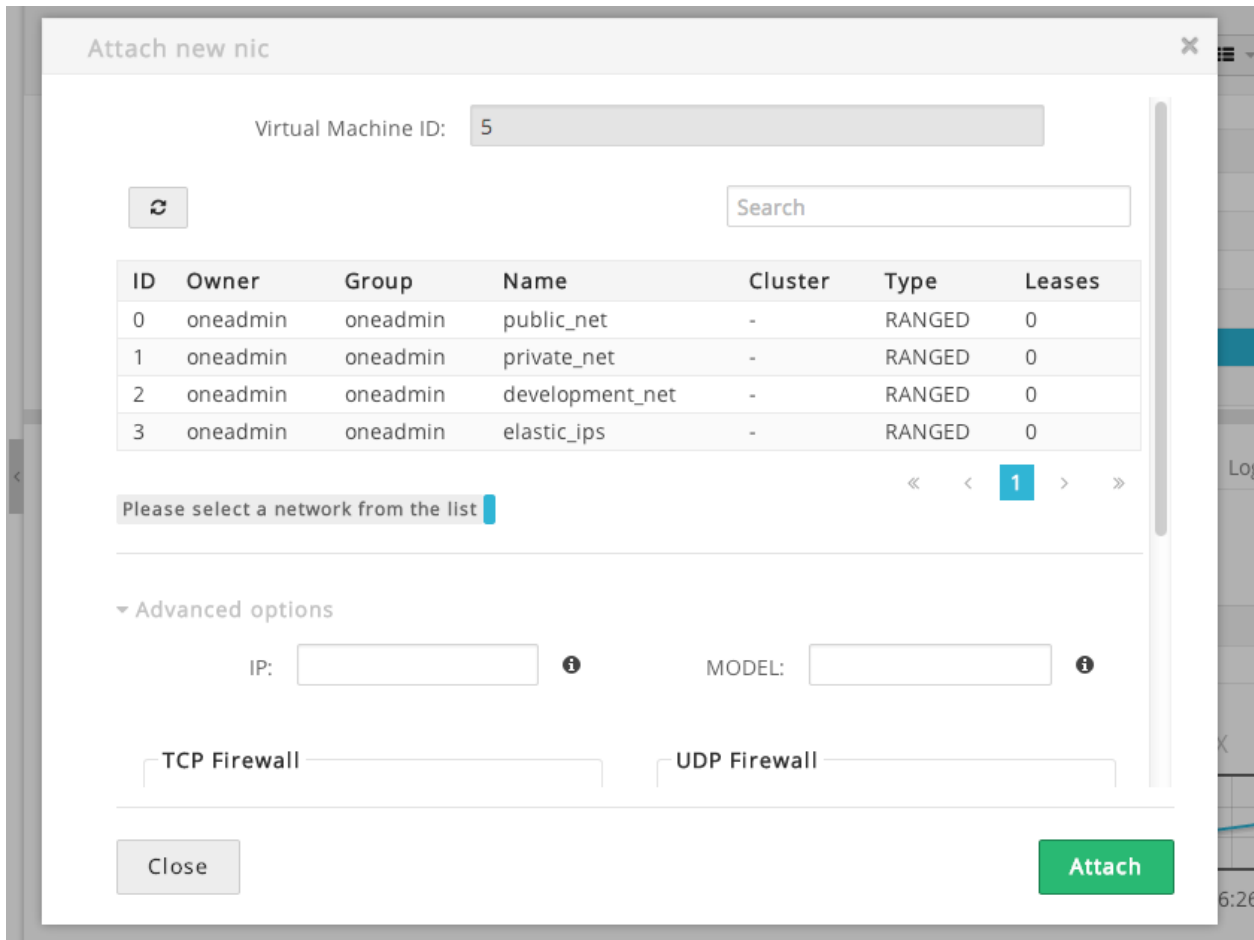 Attach new nic ×
Virtual Machine ID: 5
Search
ID Owner Group Name Cluster Type Leases
0 oneadmin oneadmin public_net - RANGED 0
1 oneadmin oneadmin private_net - RANGED 0
2 oneadmin oneadmin development_net - RANGED 0
3 oneadmin oneadmin elastic_ips - RANGED 0
« < 1 > »
Please select a network from the list
Advanced options
IP: MODEL:
TCP Firewall UDP Firewall
Close Attach